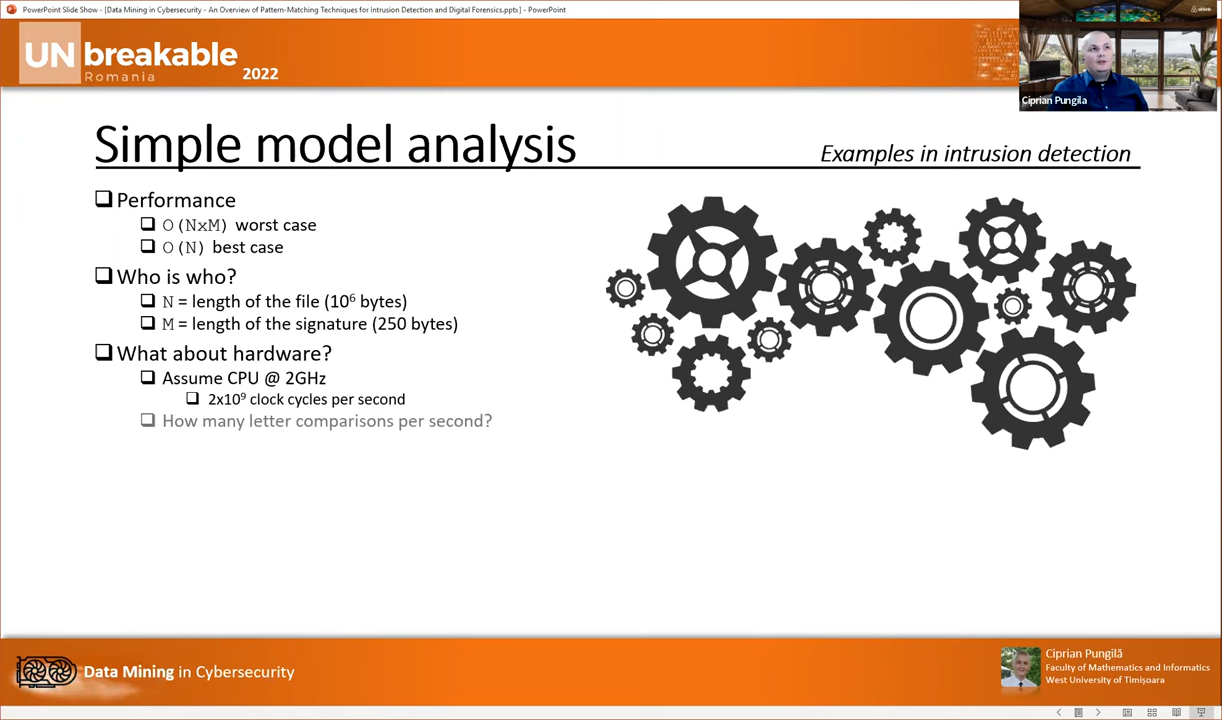 PowerPoint Slide Show - [Data Mining in Cybersecurity - An Overview of Pattern-Matching Techniques for Intrusion Detection and Digital Forensics.pptx] - PowerPoint
UNbreakable
Romania 2022
Ciprian Pungila
Simple model analysis
Examples in intrusion detection
Performance
O(NxM) worst case
O(N) best case
Who is who?
N = length of the file (10⁶ bytes)
M = length of the signature (250 bytes)
What about hardware?
Assume CPU @ 2GHz
2x10⁹ clock cycles per second
How many letter comparisons per second?
Data Mining in Cybersecurity
Ciprian Pungilă
Faculty of Mathematics and Informatics
West University of Timișoara